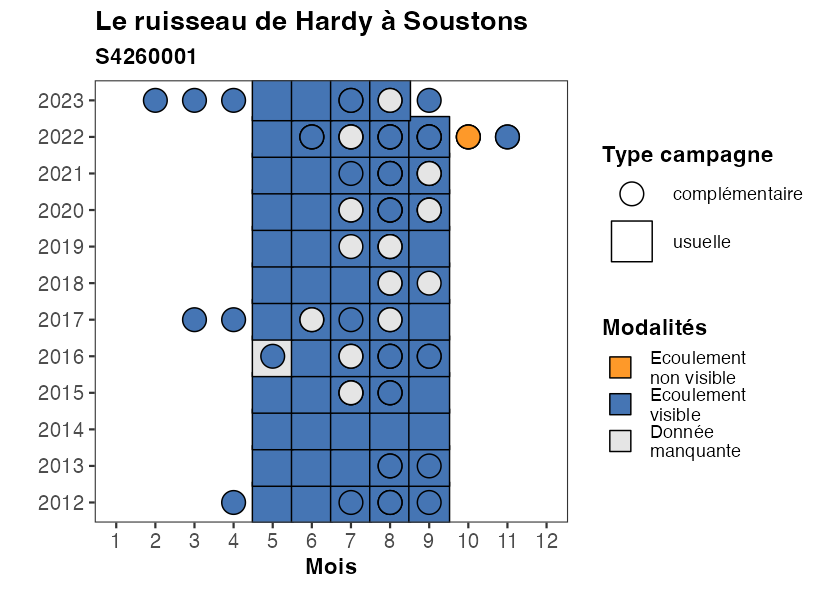 Le ruisseau de Hardy à Soustons
S4260001
2023
2022
2021
2020
2019
2018
2017
2016
2015
2014
2013
2012
1 2 3 4 5 6 7 8 9 10 11 12
Mois
Type campagne
complémentaire
usuelle
Modalités
Ecoulement
non visible
Ecoulement
visible
Donnée
manquante